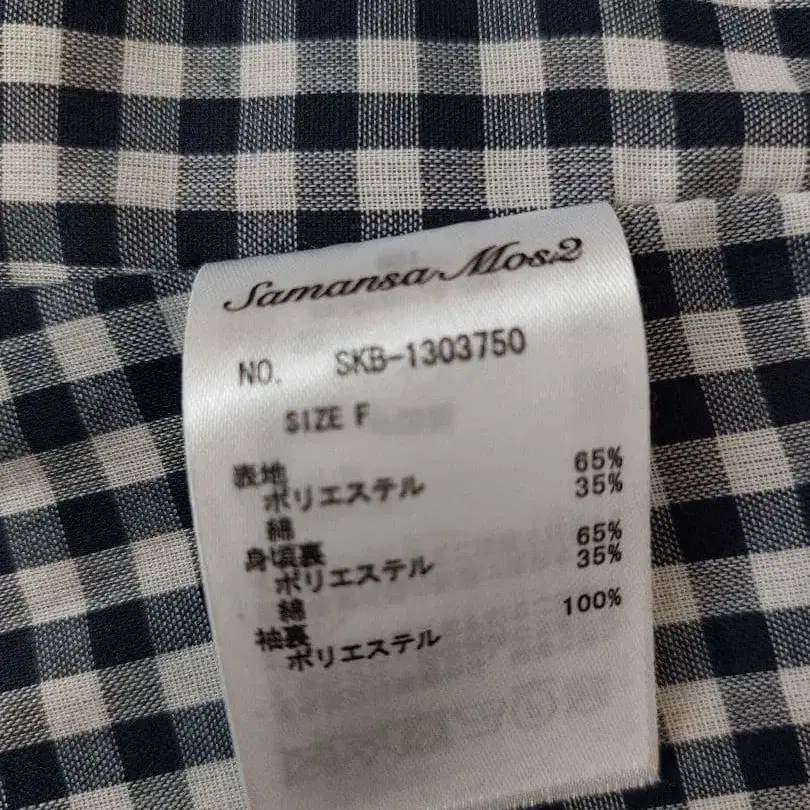 Samansa Mos2
NO. SKB-1303750
SIZE F
表地
ポリエステル 65%
綿 35%
身頃裏
ポリエステル 65%
綿 35%
袖裏
ポリエステル 100%